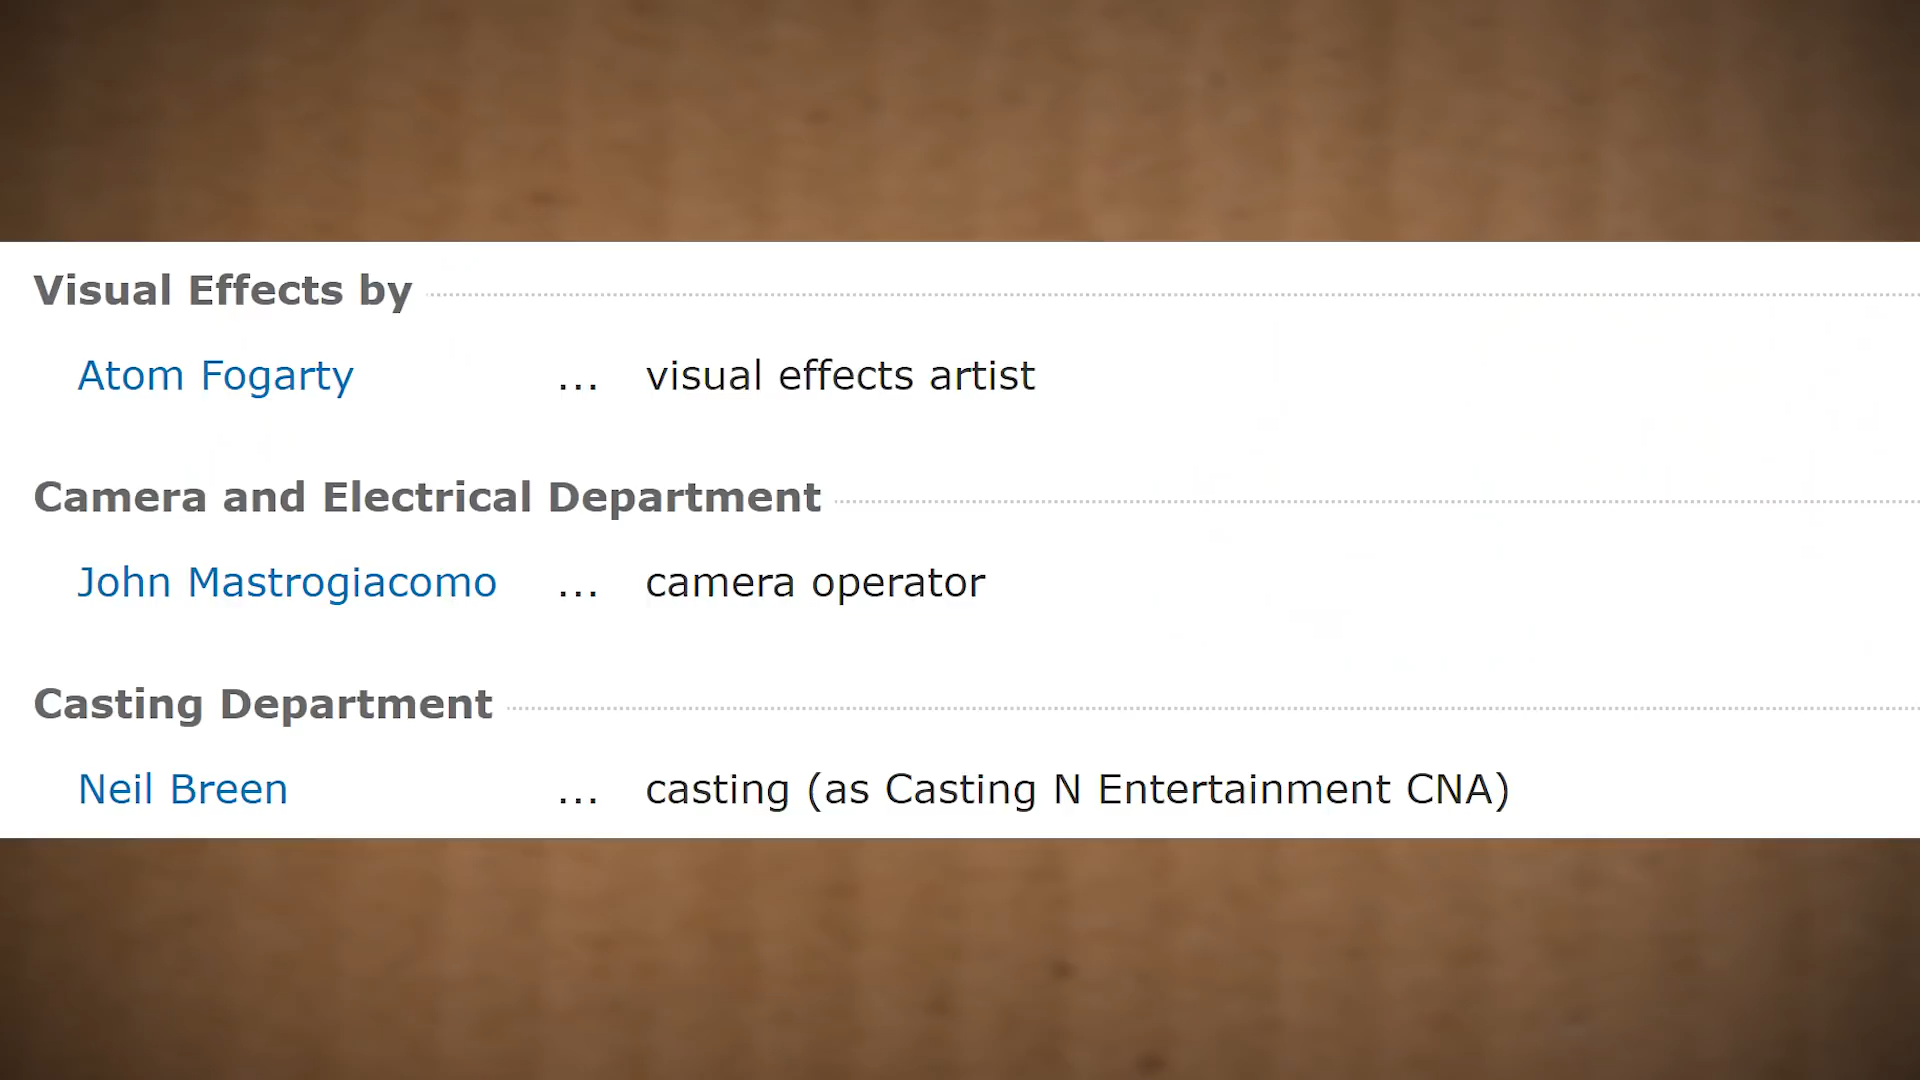 Visual Effects by
Atom Fogarty ... visual effects artist
Camera and Electrical Department
John Mastrogiacomo ... camera operator
Casting Department
Neil Breen ... casting (as Casting N Entertainment CNA)